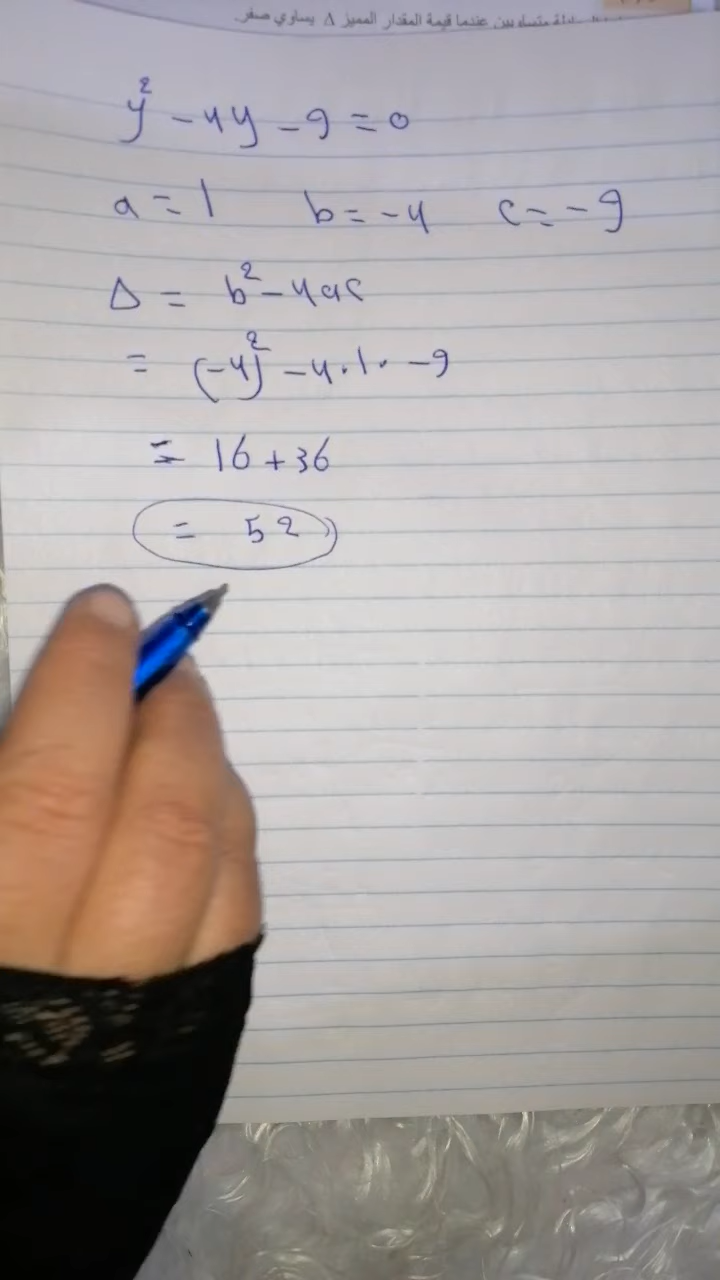 متساويين عندما قيمة المقدار المميز Δ يساوي صفر.
y² - 4y - 9 = 0
a = 1 b = -4 c = -9
Δ = b² - 4ac
= (-4)² - 4.1. -9
= 16 + 36
= 52